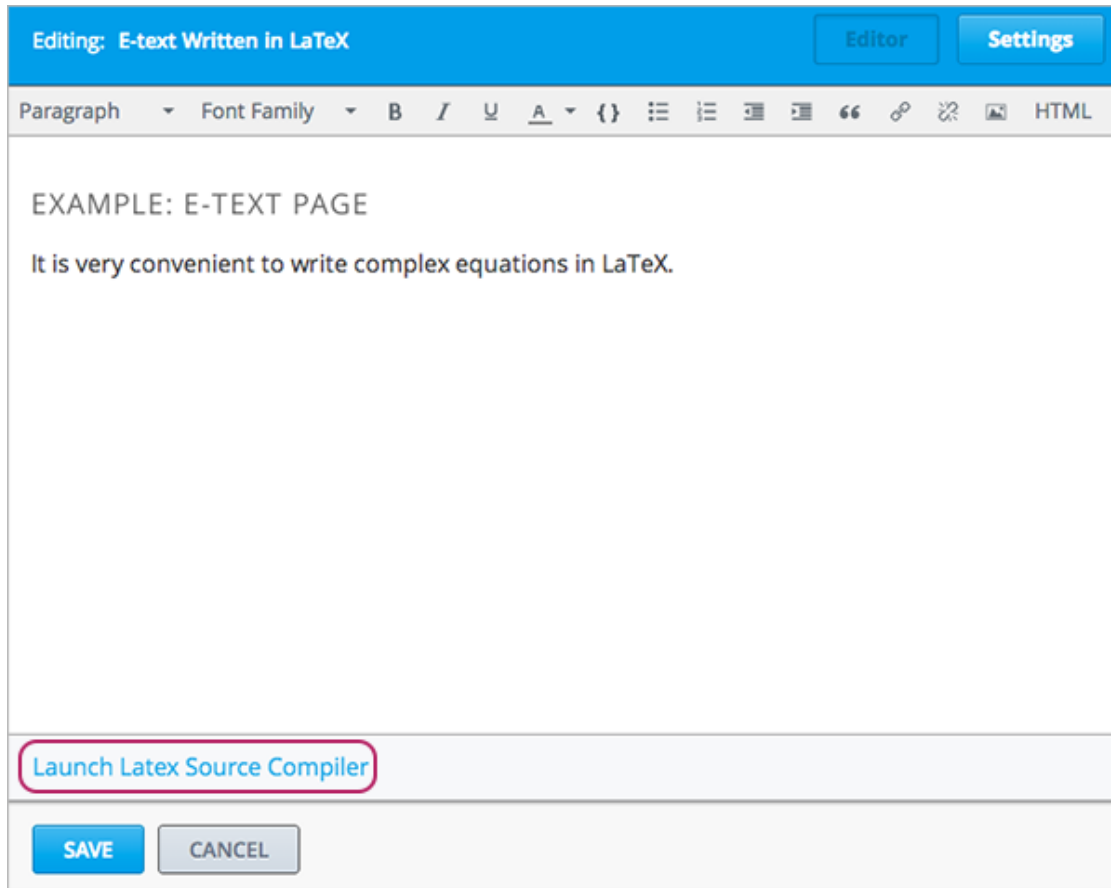 Editing: E-text Written in LaTeX Editor Settings
Paragraph Font Family B I U A {} “ HTML
EXAMPLE: E-TEXT PAGE
It is very convenient to write complex equations in LaTeX.
Launch Latex Source Compiler
SAVE CANCEL